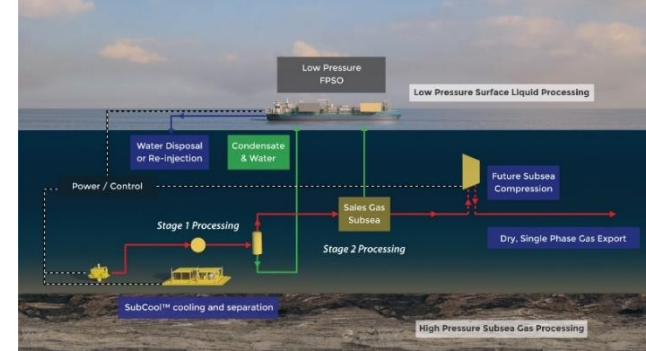 Low Pressure
FPSO
Low Pressure Surface Liquid Processing
Water Disposal
or Re-injection
Condensate
& Water
Power / Control
Future Subsea
Compression
Stage 1 Processing
Sales Gas
Subsea
Stage 2 Processing
Dry, Single Phase Gas Export
SubCool™ cooling and separation
High Pressure Subsea Gas Processing